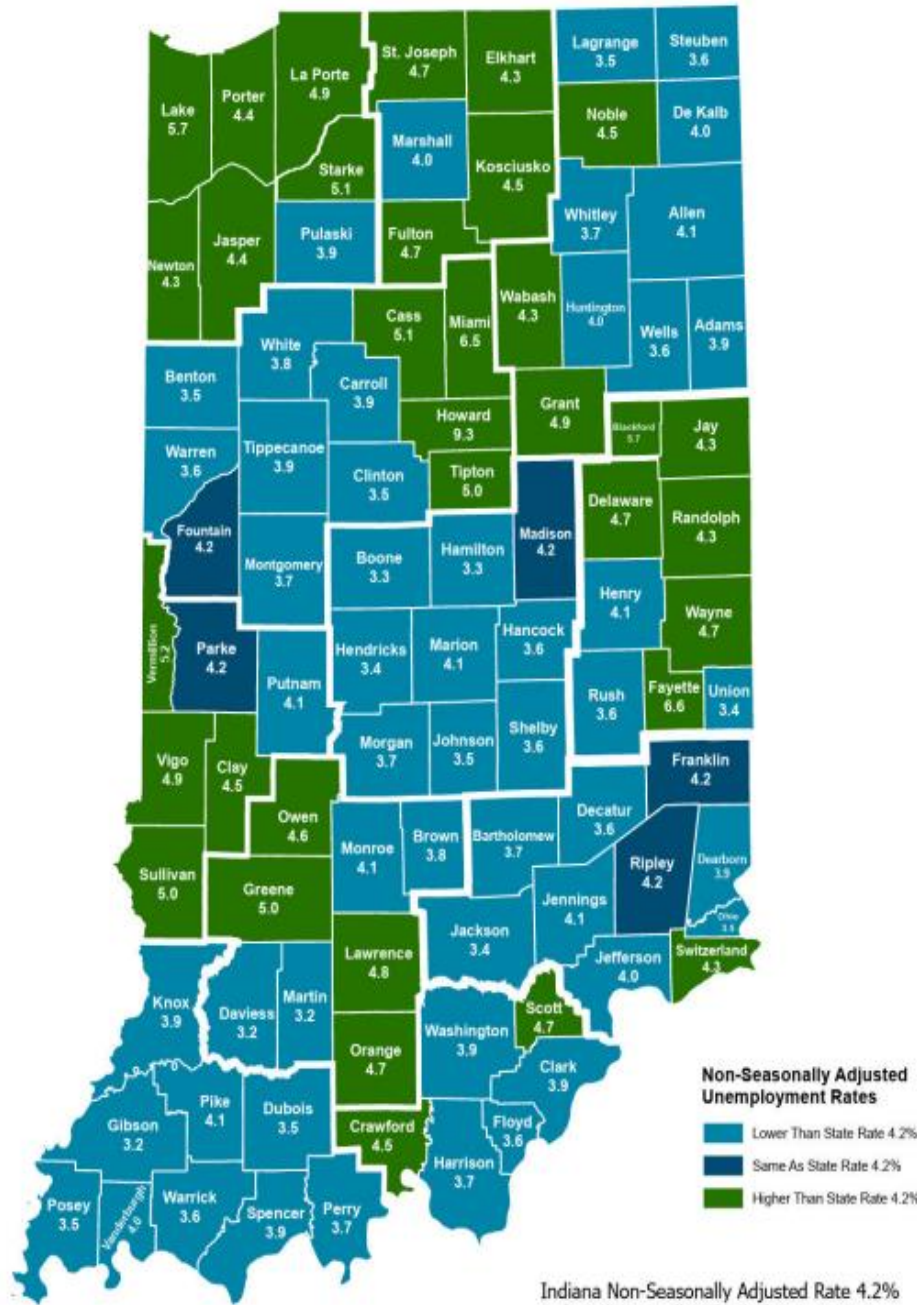 Lagrange
3.5
Steuben
3.6
St. Joseph
4.7
Elkhart
4.3
La Porte
4.9
Porter
4.4
Lake
5.7
Noble
4.5
De Kalb
4.0
Marshall
4.0
Starke
5.1
Kosciusko
4.5
Whitley
3.7
Allen
4.1
Pulaski
3.9
Fulton
4.7
Jasper
4.4
Newton
4.3
Wabash
4.3
Huntington
4.0
Wells
3.6
Adams
3.9
Cass
5.1
Miami
6.5
White
3.8
Carroll
3.9
Benton
3.5
Howard
9.3
Grant
4.9
Blackford
5.7
Jay
4.3
Warren
3.6
Tippecanoe
3.9
Clinton
3.5
Tipton
5.0
Delaware
4.7
Randolph
4.3
Fountain
4.2
Madison
4.2
Montgomery
3.7
Boone
3.3
Hamilton
3.3
Henry
4.1
Wayne
4.7
Vermillion
5.2
Parke
4.2
Putnam
4.1
Hendricks
3.4
Marion
4.1
Hancock
3.6
Rush
3.6
Fayette
6.6
Union
3.4
Vigo
4.9
Clay
4.5
Morgan
3.7
Johnson
3.5
Shelby
3.6
Franklin
4.2
Owen
4.6
Decatur
3.6
Monroe
4.1
Brown
3.8
Bartholomew
3.7
Ripley
4.2
Dearborn
3.9
Sullivan
5.0
Greene
5.0
Jennings
4.1
Ohio
Jackson
3.4
Lawrence
4.8
Jefferson
4.0
Switzerland
4.3
Knox
3.9
Daviess
3.2
Martin
3.2
Scott
4.7
Washington
3.9
Orange
4.7
Clark
3.9
Pike
4.1
Dubois
3.5
Gibson
3.2
Crawford
4.5
Floyd
3.6
Harrison
3.7
Posey
3.5
Vanderburgh
4.0
Warrick
3.6
Spencer
3.9
Perry
3.7
Non-Seasonally Adjusted
Unemployment Rates
Lower Than State Rate 4.2%
Same As State Rate 4.2%
Higher Than State Rate 4.2%
Indiana Non-Seasonally Adjusted Rate 4.2%